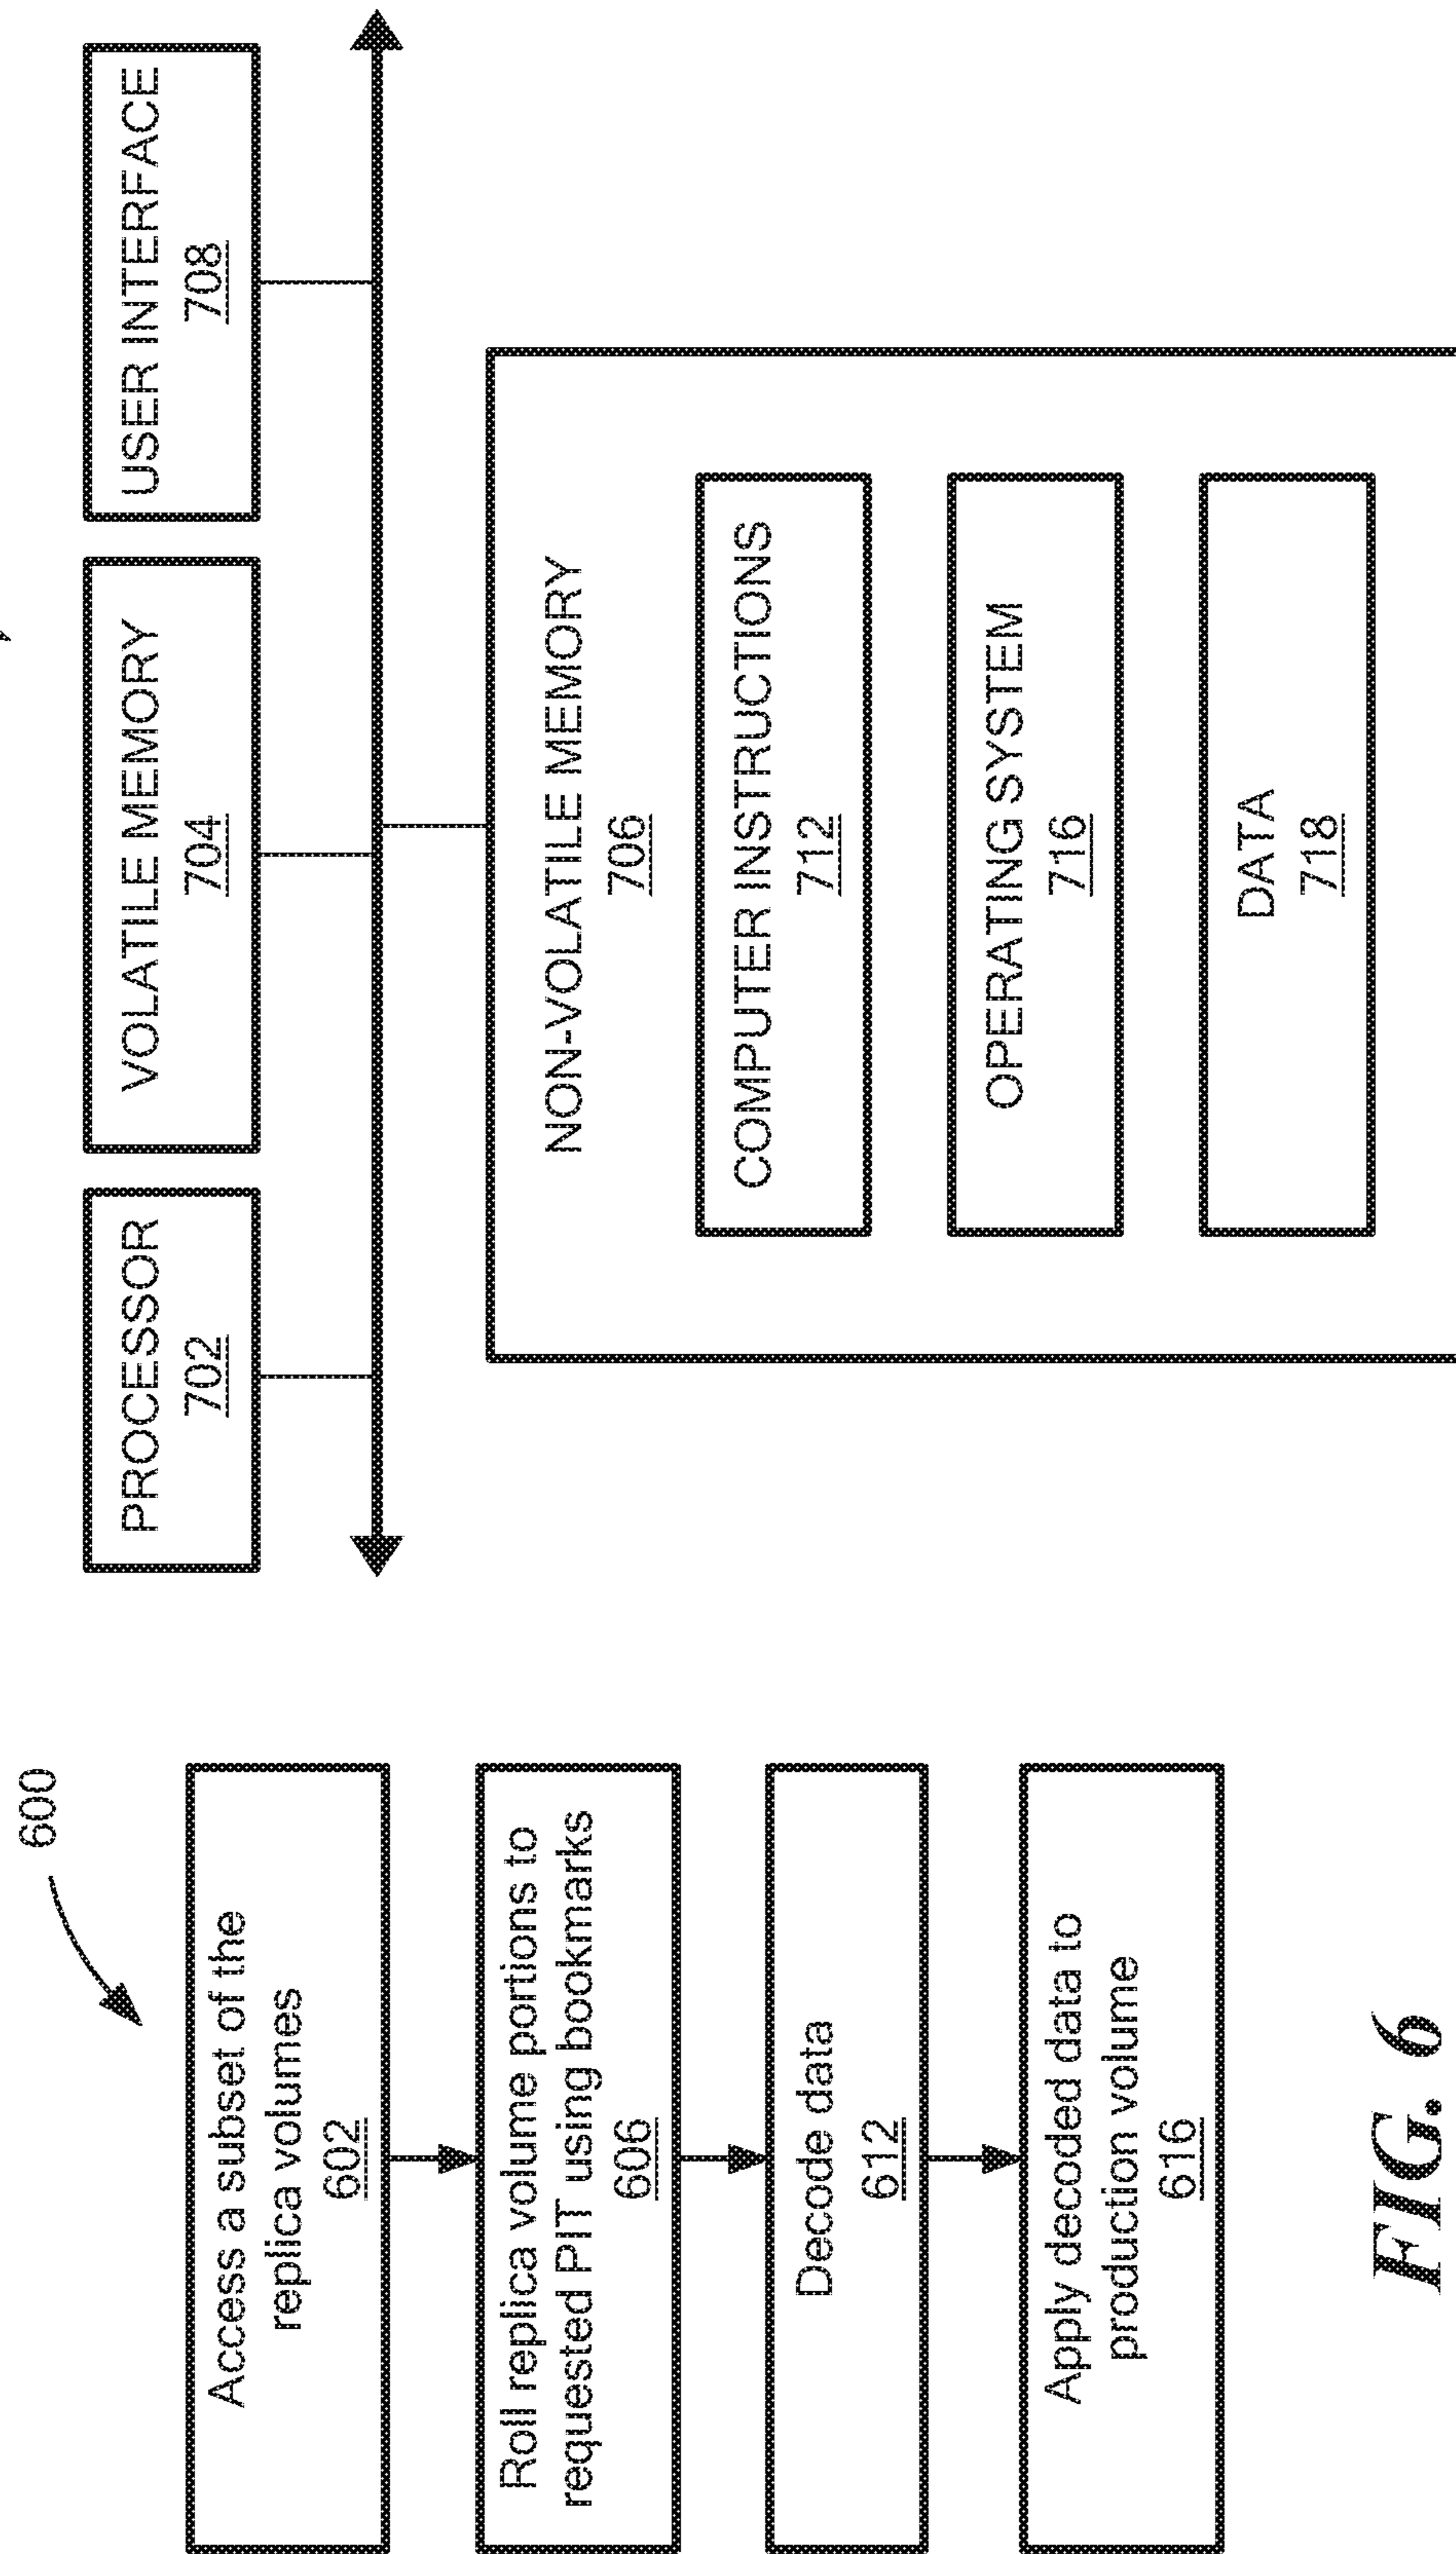 600
Access a subset of the
replica volumes
602
Roll replica volume portions to
requested PIT using bookmarks
606
Decode data
612
Apply decoded data to
production volume
616
FIG. 6
PROCESSOR
702
VOLATILE MEMORY
704
USER INTERFACE
708
NON-VOLATILE MEMORY
706
COMPUTER INSTRUCTIONS
712
OPERATING SYSTEM
716
DATA
718